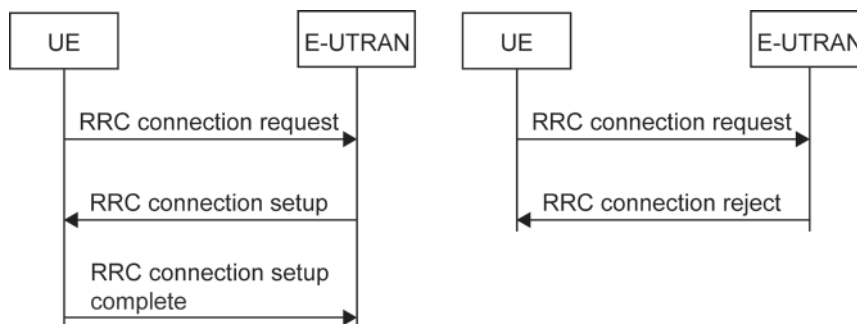 UE
E-UTRAN
RRC connection request
RRC connection setup
RRC connection setup
complete
UE
E-UTRAN
RRC connection request
RRC connection reject